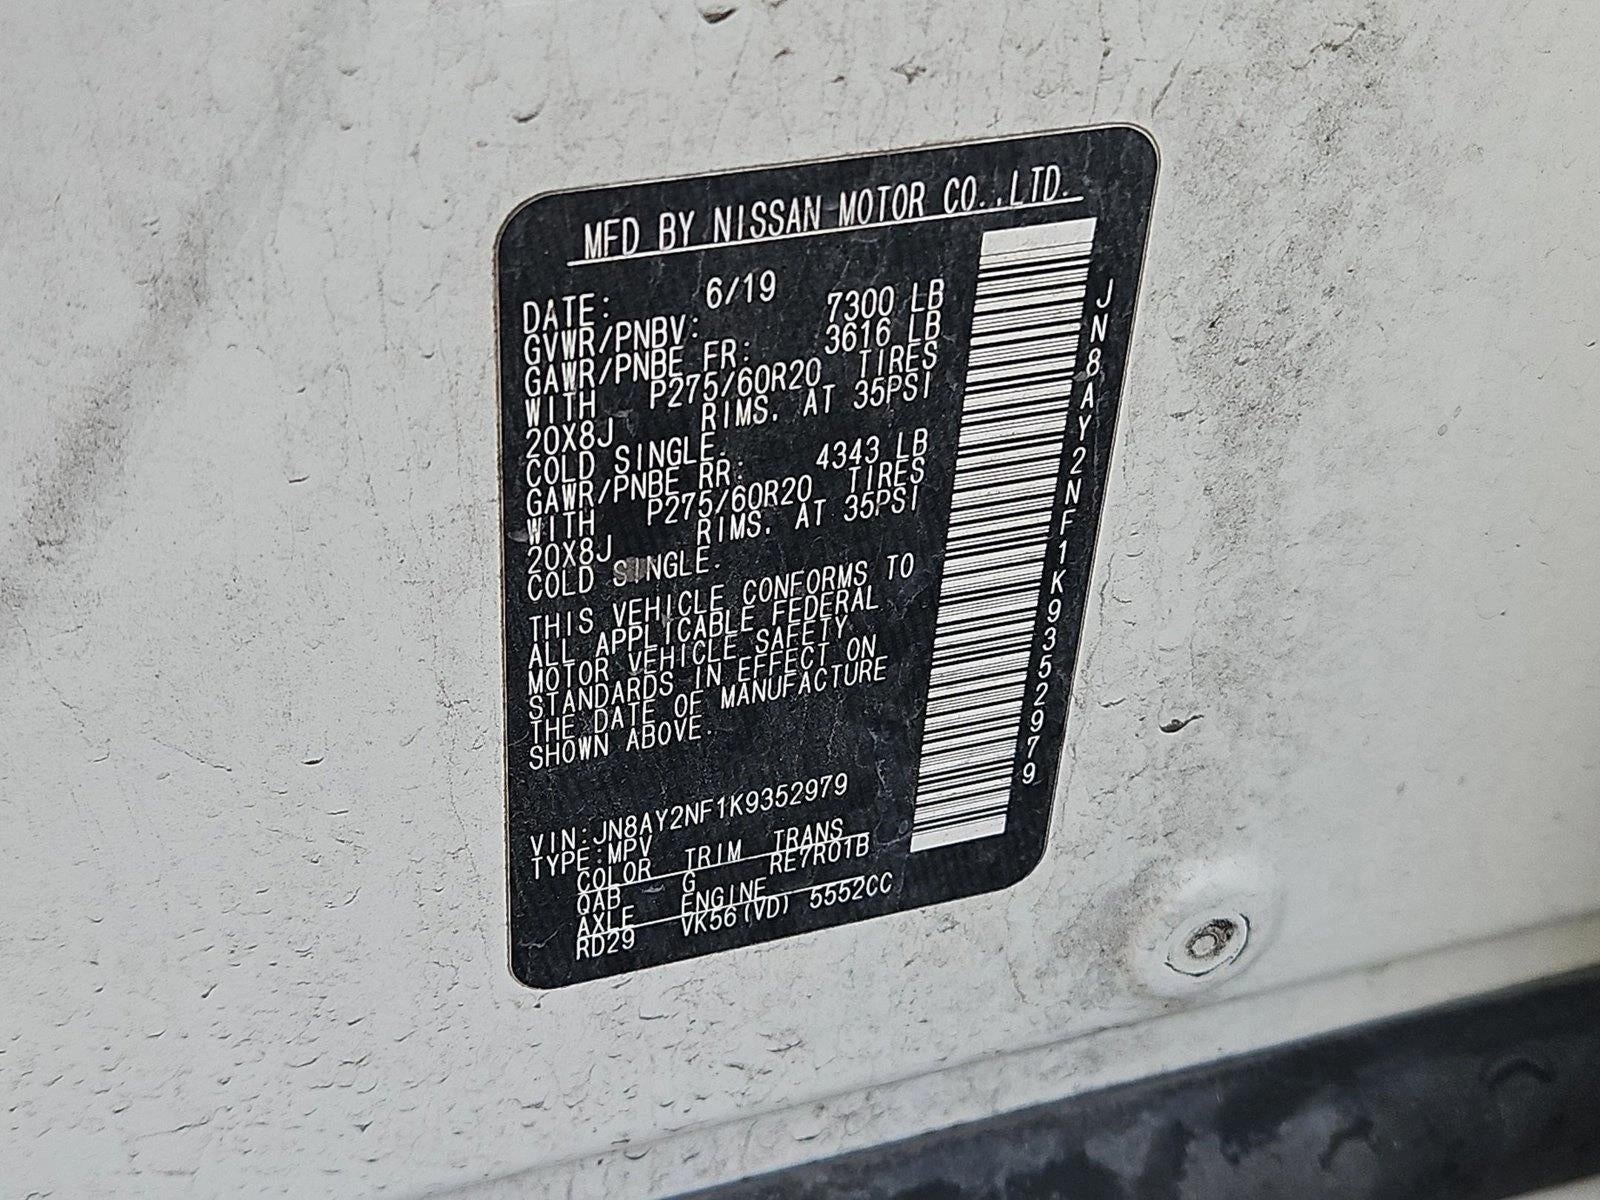 MFD BY NISSAN MOTOR CO.,LTD.
DATE: 6/19
GVWR/PNBV: 7300 LB
GAWR/PNBE FR: 3616 LB
WITH P275/60R20 TIRES
20X8J RIMS. AT 35PSI
COLD SINGLE.
GAWR/PNBE RR: 4343 LB
WITH P275/60R20 TIRES
20X8J RIMS. AT 35PSI
COLD SINGLE.
THIS VEHICLE CONFORMS TO
ALL APPLICABLE FEDERAL
MOTOR VEHICLE SAFETY
STANDARDS IN EFFECT ON
THE DATE OF MANUFACTURE
SHOWN ABOVE.
VIN:JN8AY2NF1K9352979
TYPE:MPV
COLOR TRIM TRANS
QAB G RE7R01B
AXLE ENGINE
RD29 VK56(VD) 5552CC
JN8AY2NF1K9352979